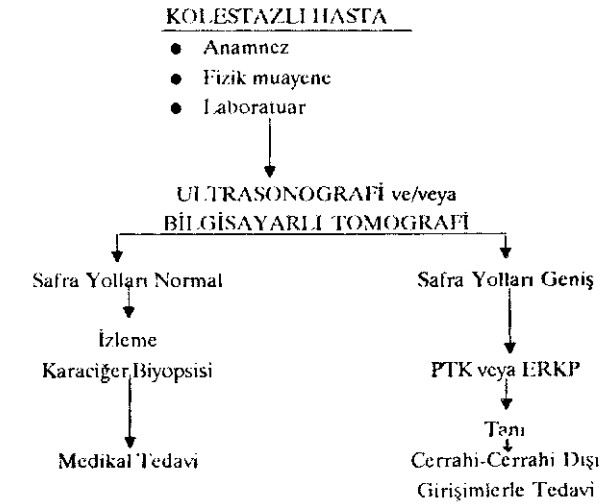 KOLESTAZLI HASTA
● Anamnez
● Fizik muayene
● Laboratuar
ULTRASONOGRAFİ ve/veya
BİLGİSAYARLI TOMOGRAFİ
Safra Yolları Normal
Safra Yolları Geniş
İzleme
Karaciğer Biyopsisi
PTK veya ERKP
Tanı
Medikal Tedavi
Cerrahi-Cerrahi Dışı
Girişimlerle Tedavi